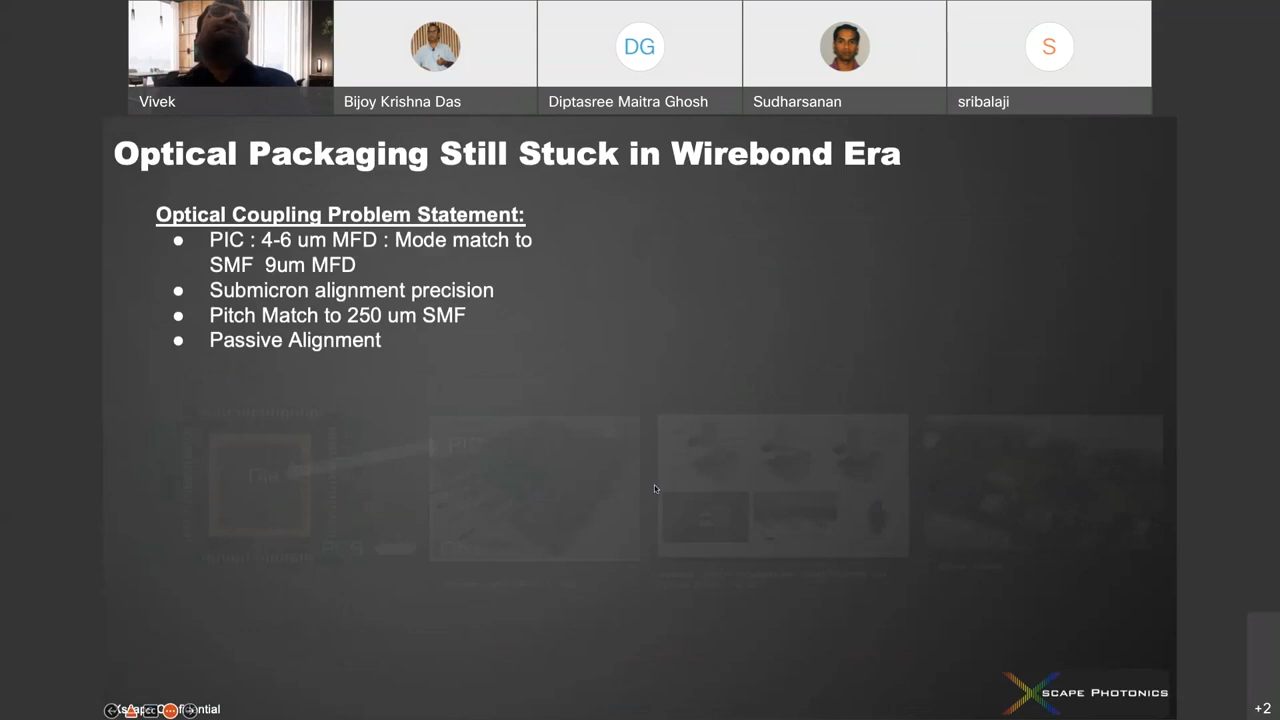 Vivek
Bijoy Krishna Das
DG
Diptasree Maitra Ghosh
Sudharsanan
S
sribalaji
Optical Packaging Still Stuck in Wirebond Era
Optical Coupling Problem Statement:
● PIC : 4-6 um MFD : Mode match to
SMF 9um MFD
● Submicron alignment precision
● Pitch Match to 250 um SMF
● Passive Alignment
PIC
XSCAPE PHOTONICS
+2